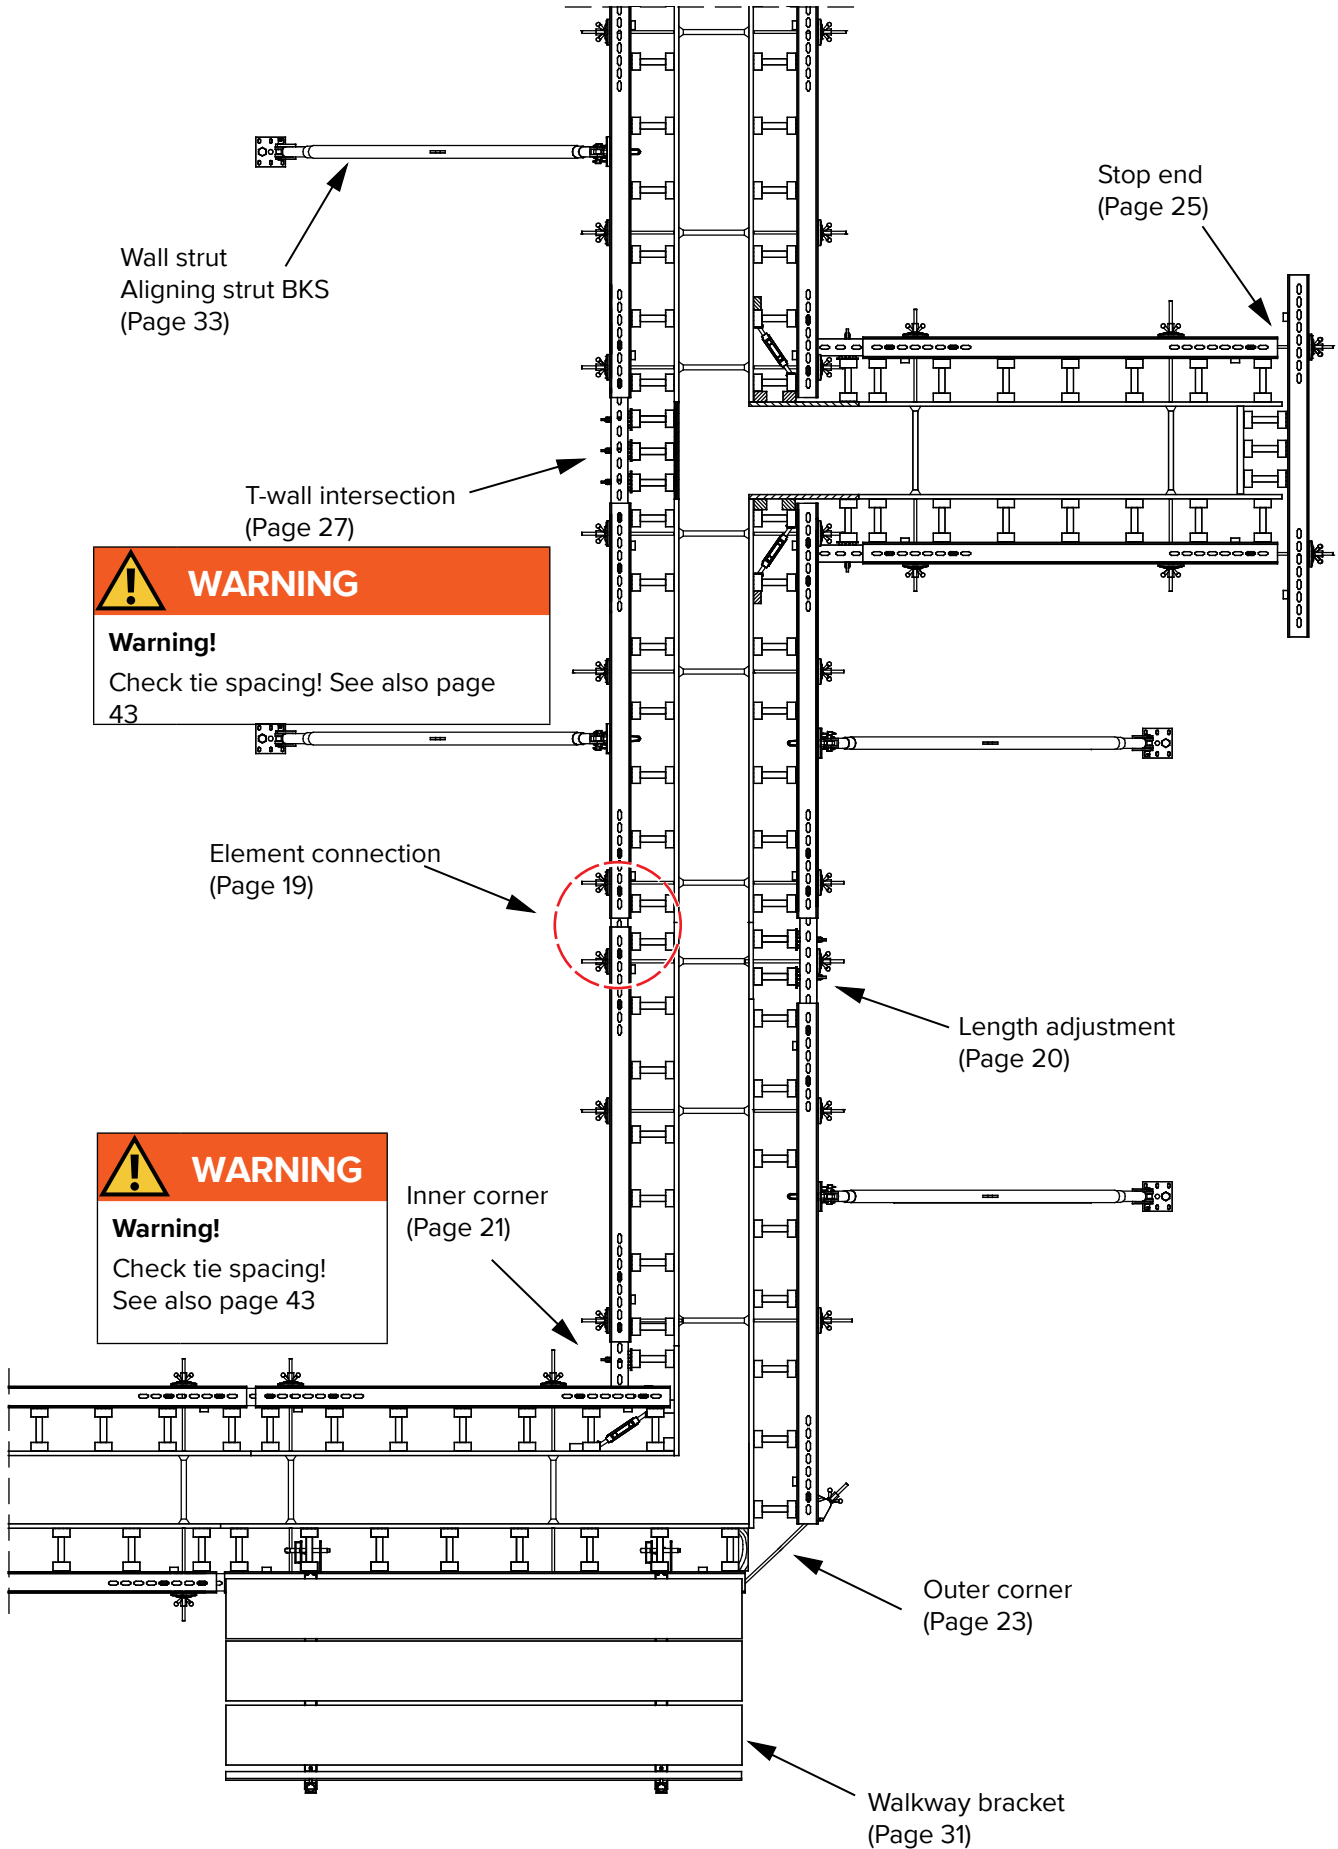 Stop end
(Page 25)
Wall strut
Aligning strut BKS
(Page 33)
T-wall intersection
(Page 27)
WARNING
Warning!
Check tie spacing! See also page
43
Element connection
(Page 19)
Length adjustment
(Page 20)
WARNING
Warning!
Check tie spacing!
See also page 43
Inner corner
(Page 21)
Outer corner
(Page 23)
Walkway bracket
(Page 31)